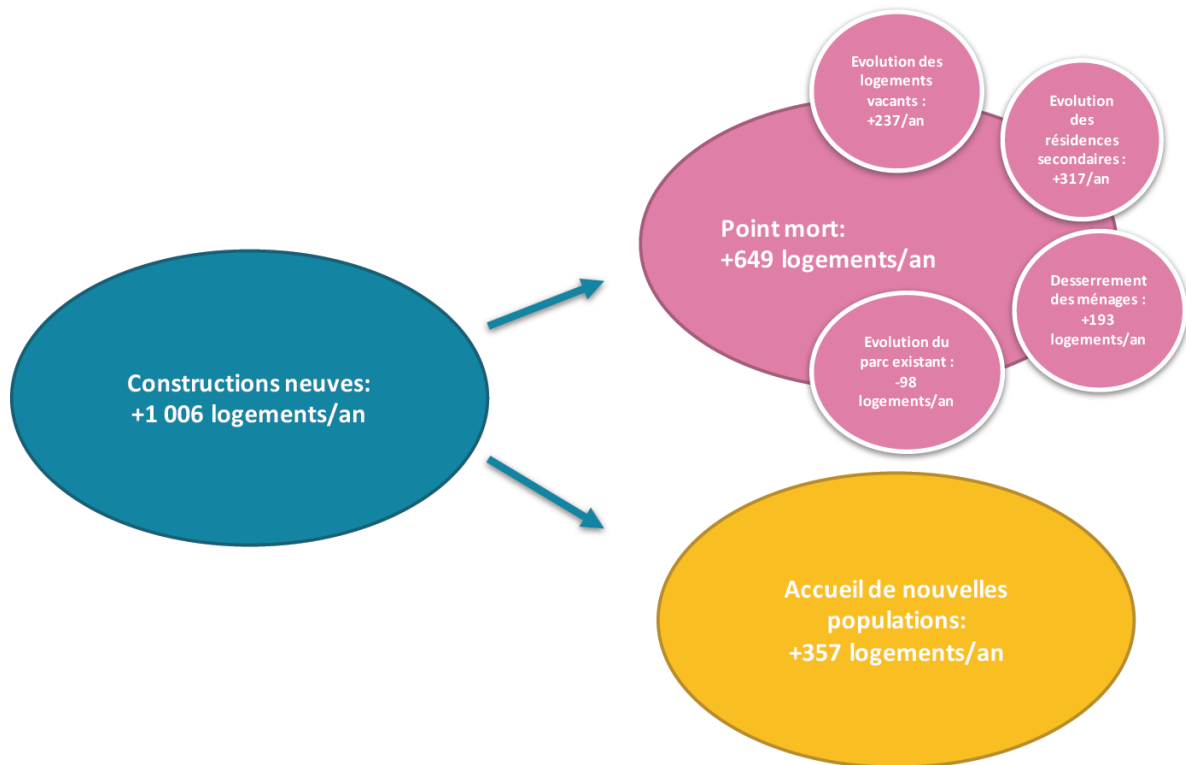 Constructions neuves:
+1 006 logements/an
Point mort:
+649 logements/an
Evolution des
logements
vacants :
+237/an
Evolution
des
résidences
secondaires :
+317/an
Desserrement
des ménages :
+193
logements/an
Evolution du
parc existant :
-98
logements/an
Accueil de nouvelles
populations:
+357 logements/an